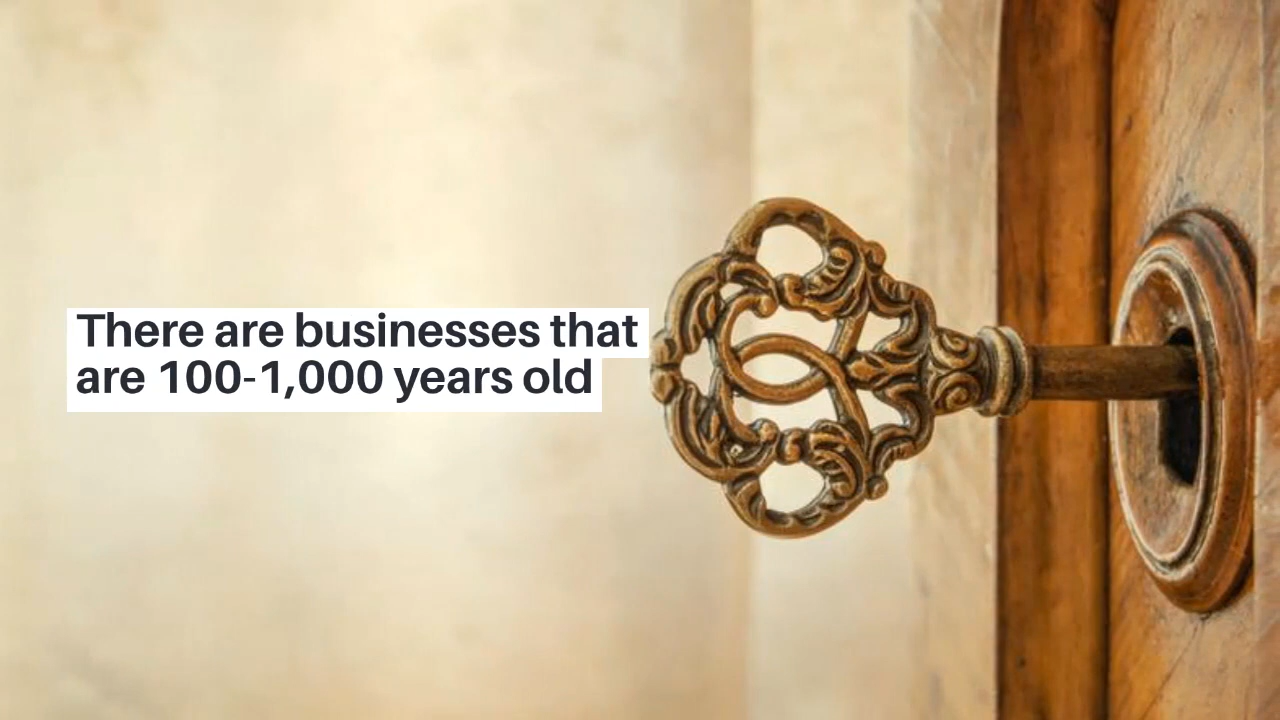 There are businesses that
are 100-1,000 years old